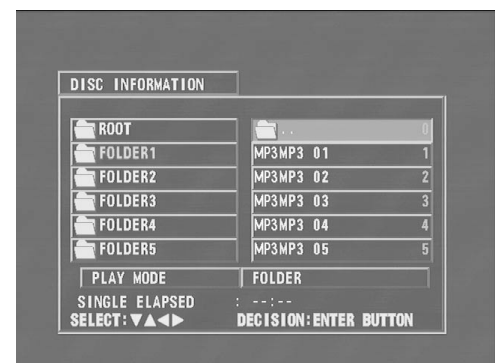 DISC INFORMATION
ROOT
FOLDER1
FOLDER2
FOLDER3
FOLDER4
FOLDER5
.. 0
MP3MP3 01 1
MP3MP3 02 2
MP3MP3 03 3
MP3MP3 04 4
MP3MP3 05 5
PLAY MODE FOLDER
SINGLE ELAPSED : --:--
SELECT:▼▲◀▶ DECISION:ENTER BUTTON